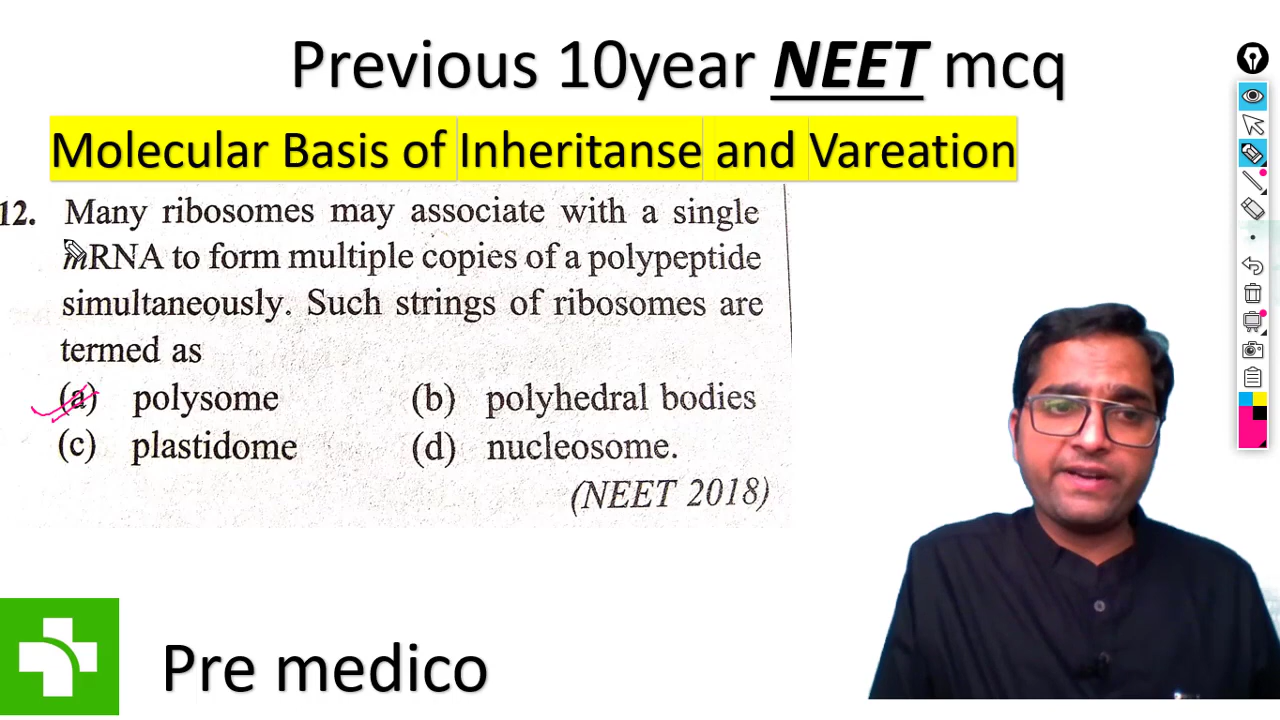 Previous 10year NEET mcq
Molecular Basis of Inheritanse and Vareation
12. Many ribosomes may associate with a single
mRNA to form multiple copies of a polypeptide
simultaneously. Such strings of ribosomes are
termed as
(a) polysome (b) polyhedral bodies
(c) plastidome (d) nucleosome.
(NEET 2018)
Pre medico